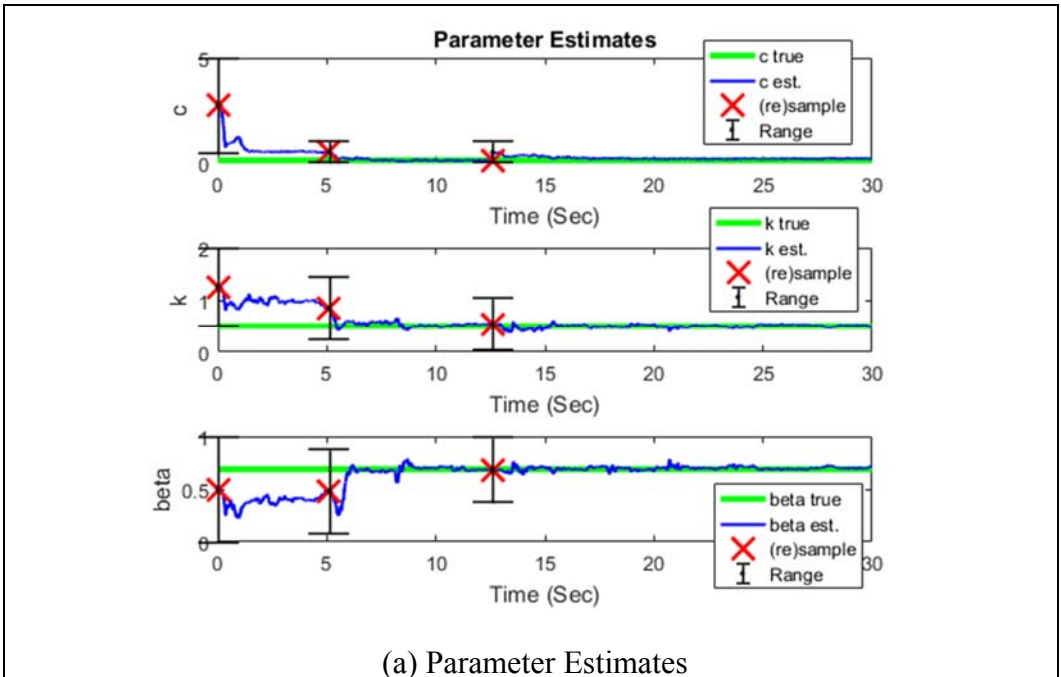 Parameter Estimates
5
c
0
c true
c est.
(re)sample
Range
0 5 10 15 20 25 30
Time (Sec)
2
k
1
0
k true
k est.
(re)sample
Range
0 5 10 15 20 25 30
Time (Sec)
1
beta
0.5
0
beta true
beta est.
(re)sample
Range
0 5 10 15 20 25 30
Time (Sec)
(a) Parameter Estimates